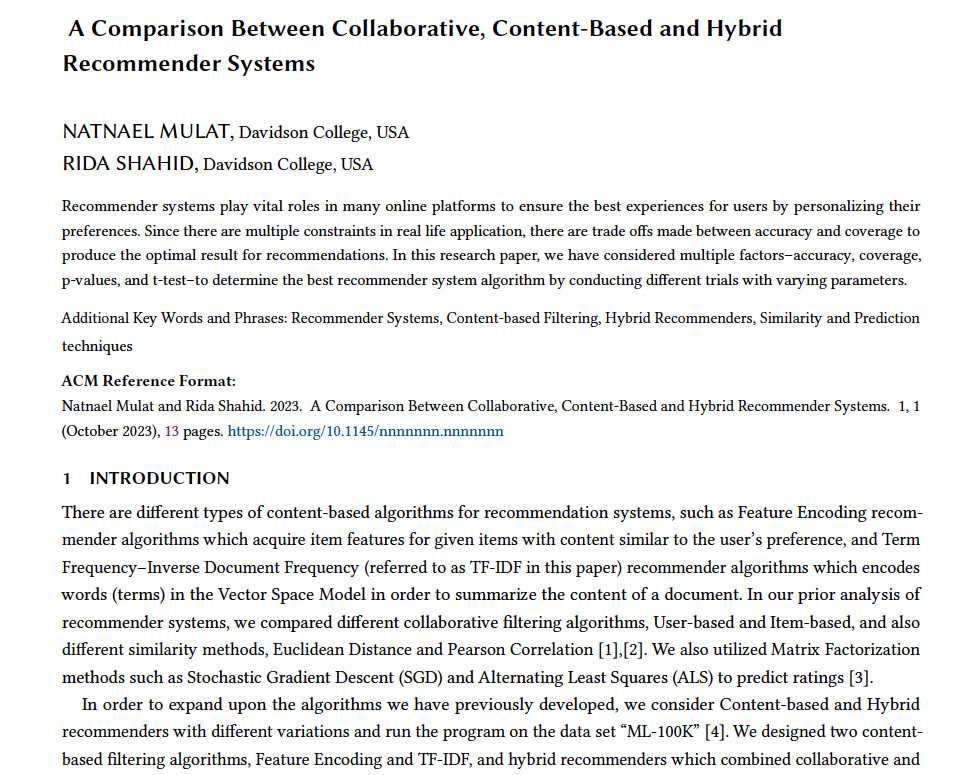 A Comparison Between Collaborative, Content-Based and Hybrid
Recommender Systems
NATNAEL MULAT, Davidson College, USA
RIDA SHAHID, Davidson College, USA
Recommender systems play vital roles in many online platforms to ensure the best experiences for users by personalizing their
preferences. Since there are multiple constraints in real life application, there are trade offs made between accuracy and coverage to
produce the optimal result for recommendations. In this research paper, we have considered multiple factors–accuracy, coverage,
p-values, and t-test–to determine the best recommender system algorithm by conducting different trials with varying parameters.
Additional Key Words and Phrases: Recommender Systems, Content-based Filtering, Hybrid Recommenders, Similarity and Prediction
techniques
ACM Reference Format:
Natnael Mulat and Rida Shahid. 2023. A Comparison Between Collaborative, Content-Based and Hybrid Recommender Systems. 1, 1
(October 2023), 13 pages. https://doi.org/10.1145/nnnnnnn.nnnnnnn
1 INTRODUCTION
There are different types of content-based algorithms for recommendation systems, such as Feature Encoding recom-
mender algorithms which acquire item features for given items with content similar to the user's preference, and Term
Frequency–Inverse Document Frequency (referred to as TF-IDF in this paper) recommender algorithms which encodes
words (terms) in the Vector Space Model in order to summarize the content of a document. In our prior analysis of
recommender systems, we compared different collaborative filtering algorithms, User-based and Item-based, and also
different similarity methods, Euclidean Distance and Pearson Correlation [1],[2]. We also utilized Matrix Factorization
methods such as Stochastic Gradient Descent (SGD) and Alternating Least Squares (ALS) to predict ratings [3].
In order to expand upon the algorithms we have previously developed, we consider Content-based and Hybrid
recommenders with different variations and run the program on the data set “ML-100K” [4]. We designed two content-
based filtering algorithms, Feature Encoding and TF-IDF, and hybrid recommenders which combined collaborative and